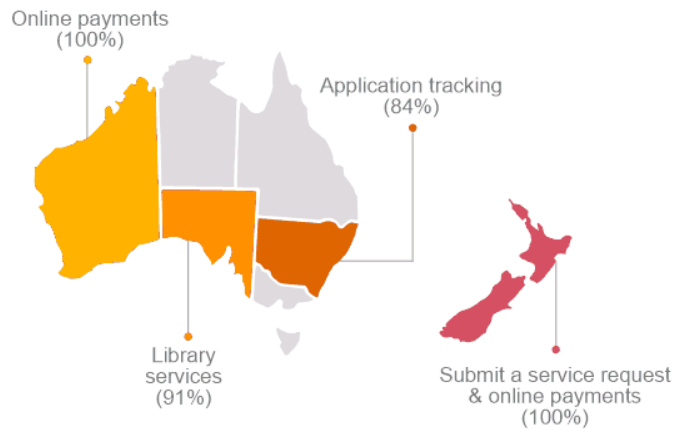 Online payments
(100%)
Application tracking
(84%)
Library
services
(91%)
Submit a service request
& online payments
(100%)